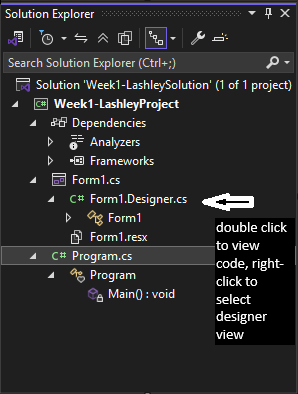 Solution Explorer
Search Solution Explorer (Ctrl+;)
Solution 'Week1-LashleySolution' (1 of 1 project)
C# Week1-LashleyProject
Dependencies
Analyzers
Frameworks
Form1.cs
C# Form1.Designer.cs
Form1
Form1.resx
C# Program.cs
Program
Main() : void
double click
to view
code, right-
click to
select
designer
view